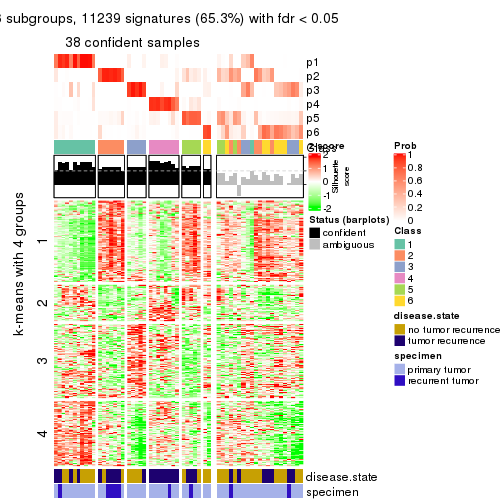 subgroups, 11239 signatures (65.3%) with fdr < 0.05
38 confident samples
p1
p2
p3
p4
p5
p6
Class
z-score
2
1
0
-1
-2
Silhouette
score
Status (barplots)
confident
ambiguous
Prob
1
0.8
0.6
0.4
0.2
0
Class
1
2
3
4
5
6
disease.state
no tumor recurrence
tumor recurrence
specimen
primary tumor
recurrent tumor
k-means with 4 groups
1
2
3
4
disease.state
specimen